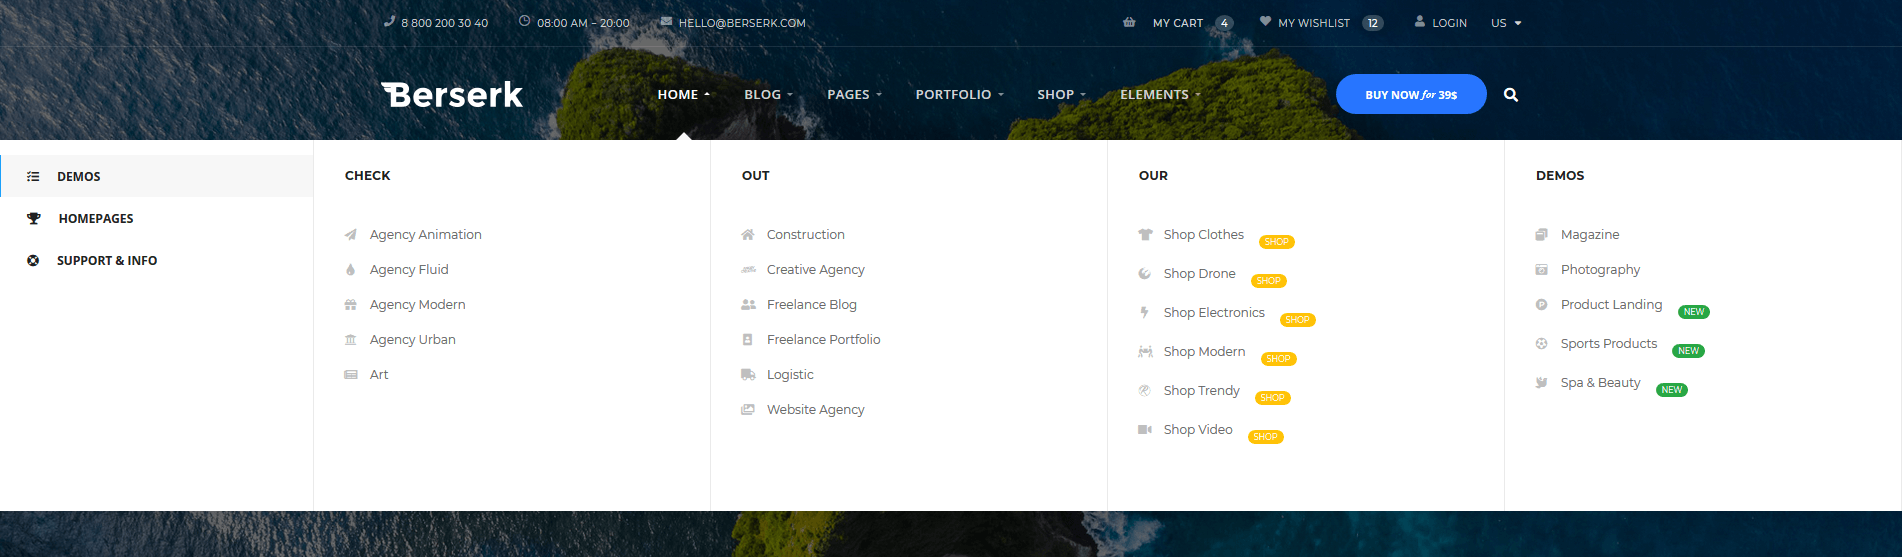 8 800 200 30 40 08:00 AM – 20:00 HELLO@BERSERK.COM MY CART 4 MY WISHLIST 12 LOGIN US
Berserk HOME BLOG PAGES PORTFOLIO SHOP ELEMENTS BUY NOW for 39$
DEMOS
HOMEPAGES
SUPPORT & INFO
CHECK
Agency Animation
Agency Fluid
Agency Modern
Agency Urban
Art
OUT
Construction
Creative Agency
Freelance Blog
Freelance Portfolio
Logistic
Website Agency
OUR
Shop Clothes SHOP
Shop Drone SHOP
Shop Electronics SHOP
Shop Modern SHOP
Shop Trendy SHOP
Shop Video SHOP
DEMOS
Magazine
Photography
Product Landing NEW
Sports Products NEW
Spa & Beauty NEW